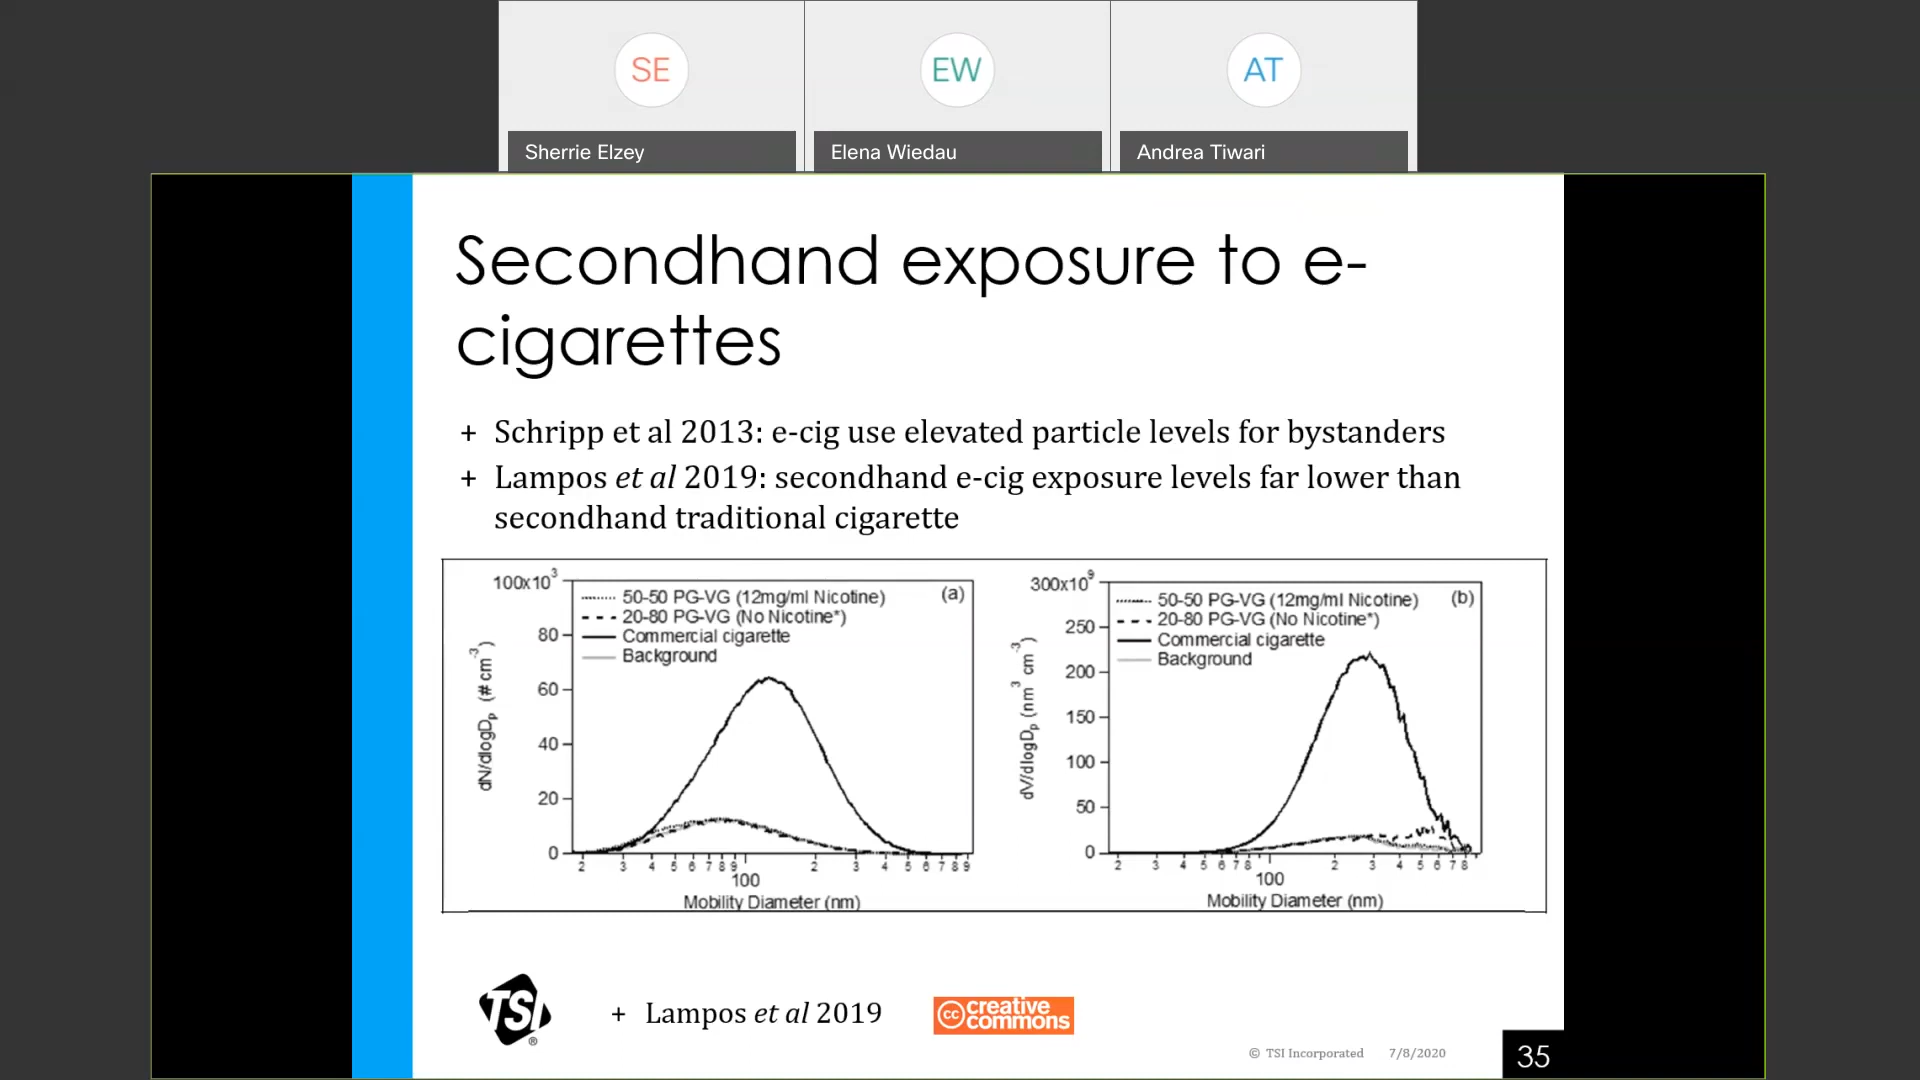 SE
EW
AT
Sherrie Elzey
Elena Wiedau
Andrea Tiwari
Secondhand exposure to e-
cigarettes
+ Schripp et al 2013: e-cig use elevated particle levels for bystanders
+ Lampos et al 2019: secondhand e-cig exposure levels far lower than
secondhand traditional cigarette
100x10³
80
60
40
20
0
dN/dlogDp (# cm-3)
50-50 PG-VG (12mg/ml Nicotine)
20-80 PG-VG (No Nicotine*)
Commercial cigarette
Background
(a)
2 3 4 5 6 7 8 9 2 3 4 5 6 7 8 9
100
Mobility Diameter (nm)
300x10⁹
250
200
150
100
50
0
dV/dlogDp (nm3 cm-3)
50-50 PG-VG (12mg/ml Nicotine)
20-80 PG-VG (No Nicotine*)
Commercial cigarette
Background
(b)
2 3 4 5 6 7 8 2 3 4 5 6 7 8
100
Mobility Diameter (nm)
TSI®
+ Lampos et al 2019
cc creative
commons
© TSI Incorporated 7/8/2020
35